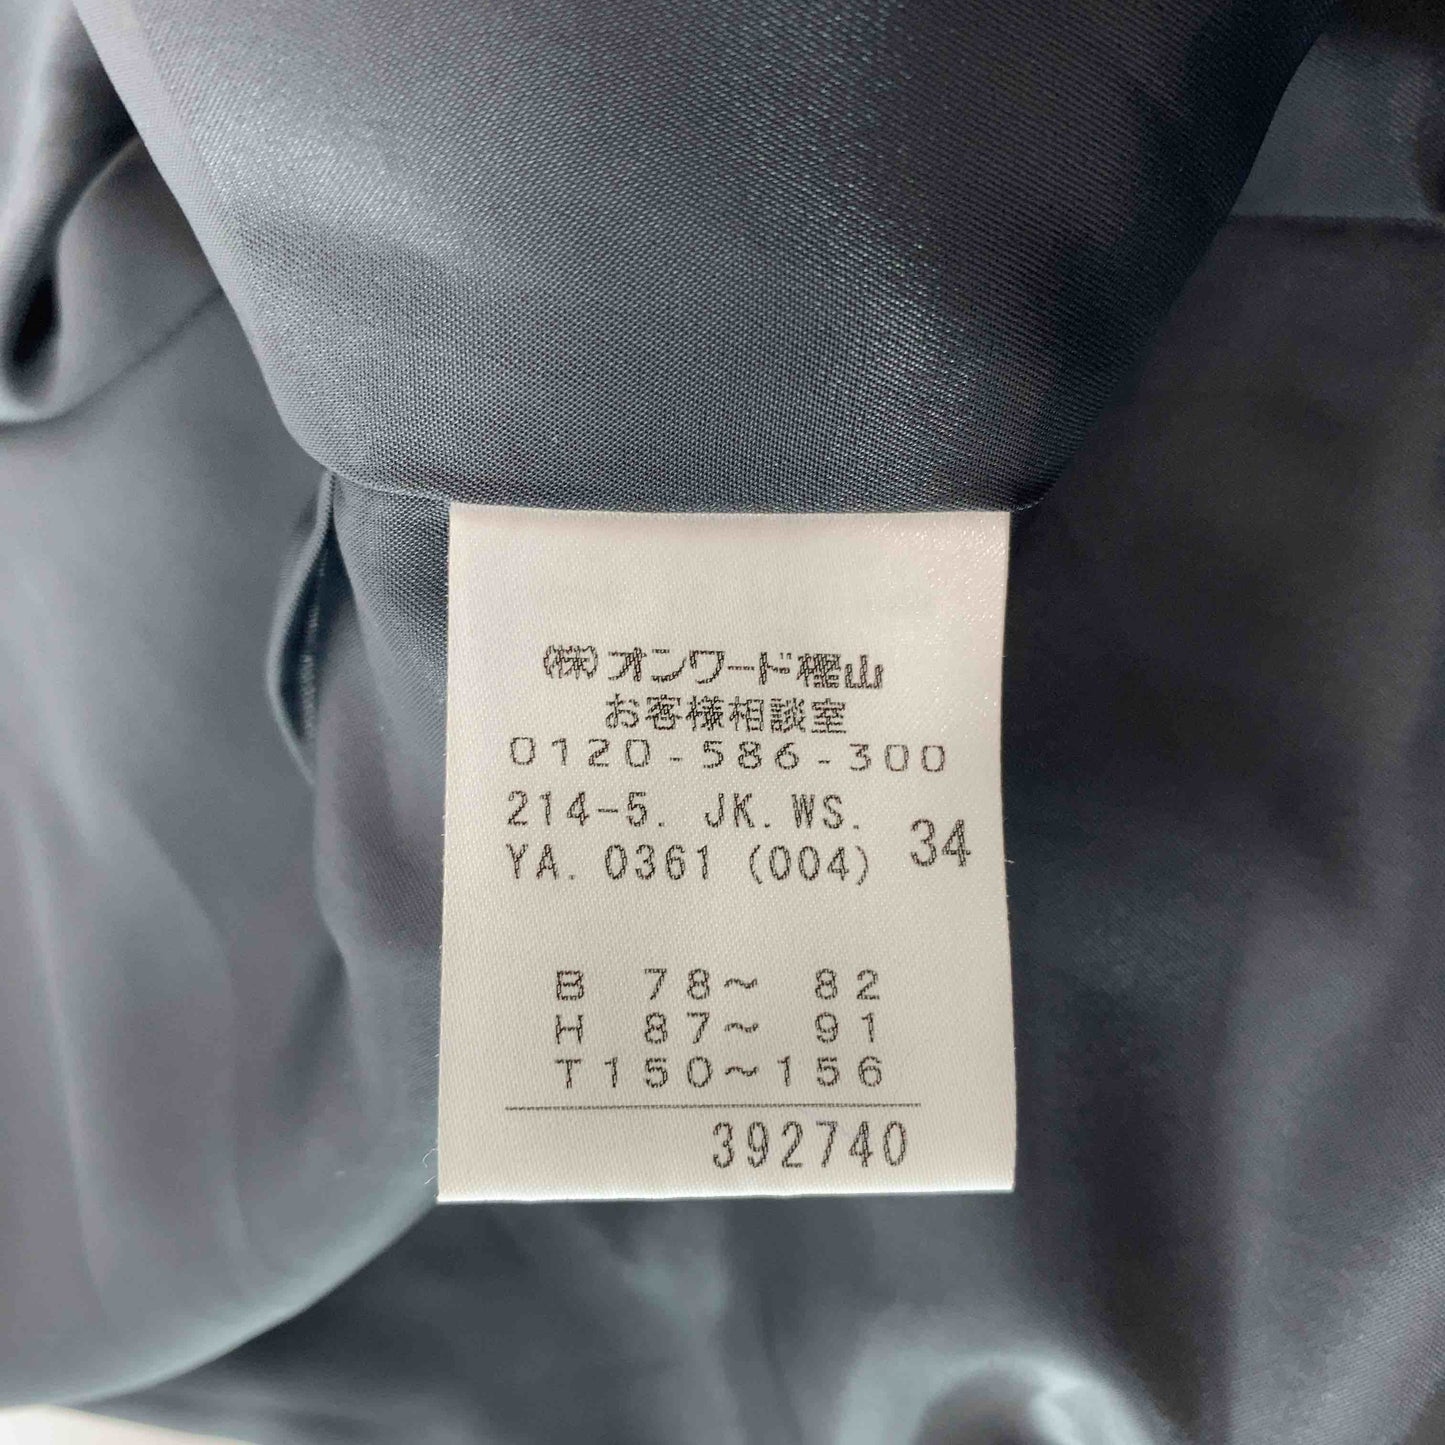 (株)オンワード樫山
お客様相談室
0120-586-300
214-5. JK.WS.
YA. 0361 (004) 34
B 78～ 82
H 87～ 91
T150～156
392740